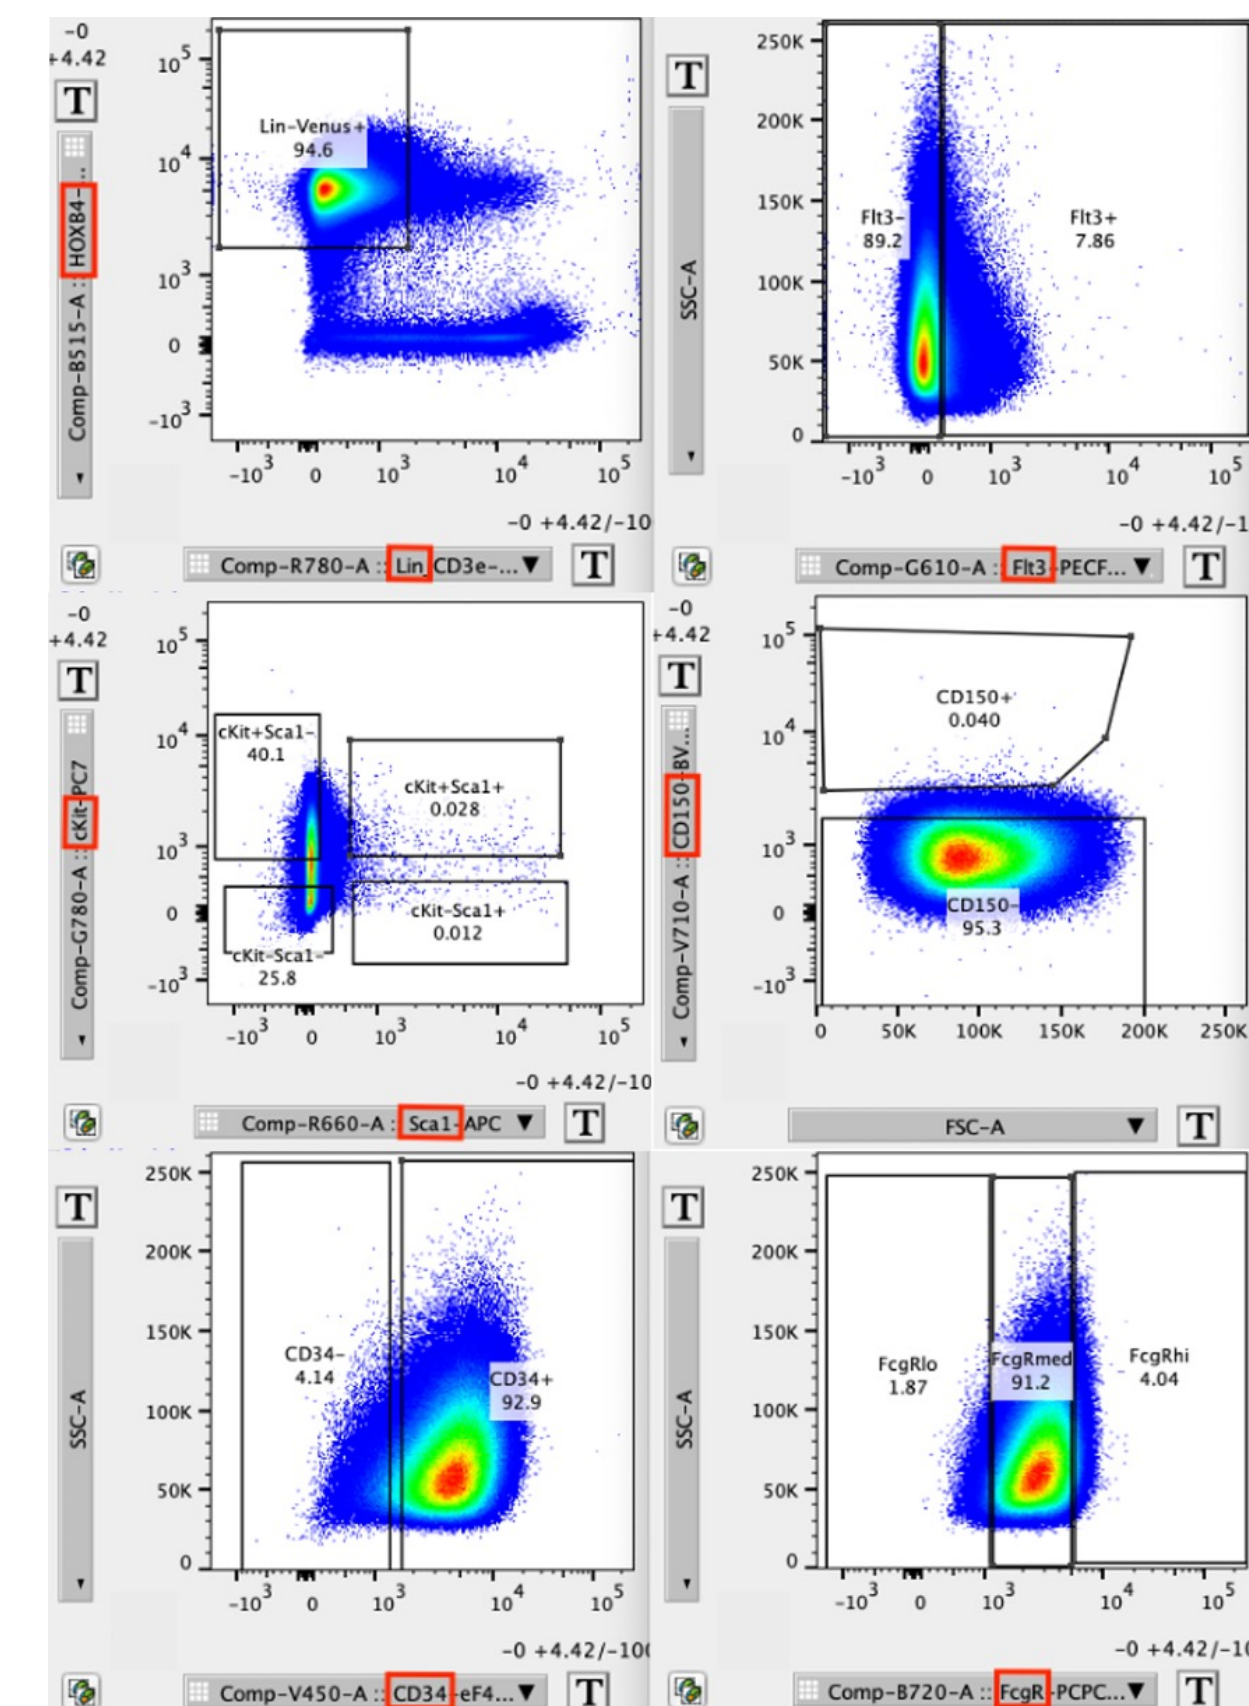 -0
+4.42
T
Comp-B515-A :: HOXB4-...
10^5
10^4
10^3
0
-10^3
Lin-Venus+
94.6
-10^3 0 10^3 10^4 10^5
-0 +4.42/-10
Comp-R780-A :: Lin_CD3e-... ▼
T
T
SSC-A
250K
200K
150K
100K
50K
0
Flt3-
89.2
Flt3+
7.86
-10^3 0 10^3 10^4 10^5
-0 +4.42/-1
Comp-G610-A :: Flt3-PECF... ▼
T
-0
+4.42
T
Comp-G780-A :: cKit-PC7
10^5
10^4
10^3
0
-10^3
cKit+Sca1-
40.1
cKit+Sca1+
0.028
cKit-Sca1+
0.012
cKit-Sca1-
25.8
-10^3 0 10^3 10^4 10^5
-0 +4.42/-10
Comp-R660-A :: Sca1-APC ▼
T
-0
+4.42
T
Comp-V710-A :: CD150-BV...
10^5
10^4
10^3
0
-10^3
CD150+
0.040
CD150-
95.3
0 50K 100K 150K 200K 250K
FSC-A ▼
T
T
SSC-A
250K
200K
150K
100K
50K
0
CD34-
4.14
CD34+
92.9
-10^3 0 10^3 10^4 10^5
-0 +4.42/-100
Comp-V450-A :: CD34-eF4... ▼
T
T
SSC-A
250K
200K
150K
100K
50K
0
FcgRlo
1.87
FcgRmed
91.2
FcgRhi
4.04
-10^3 0 10^3 10^4 10^5
-0 +4.42/-10
Comp-B720-A :: FcgR-PCPC... ▼
T